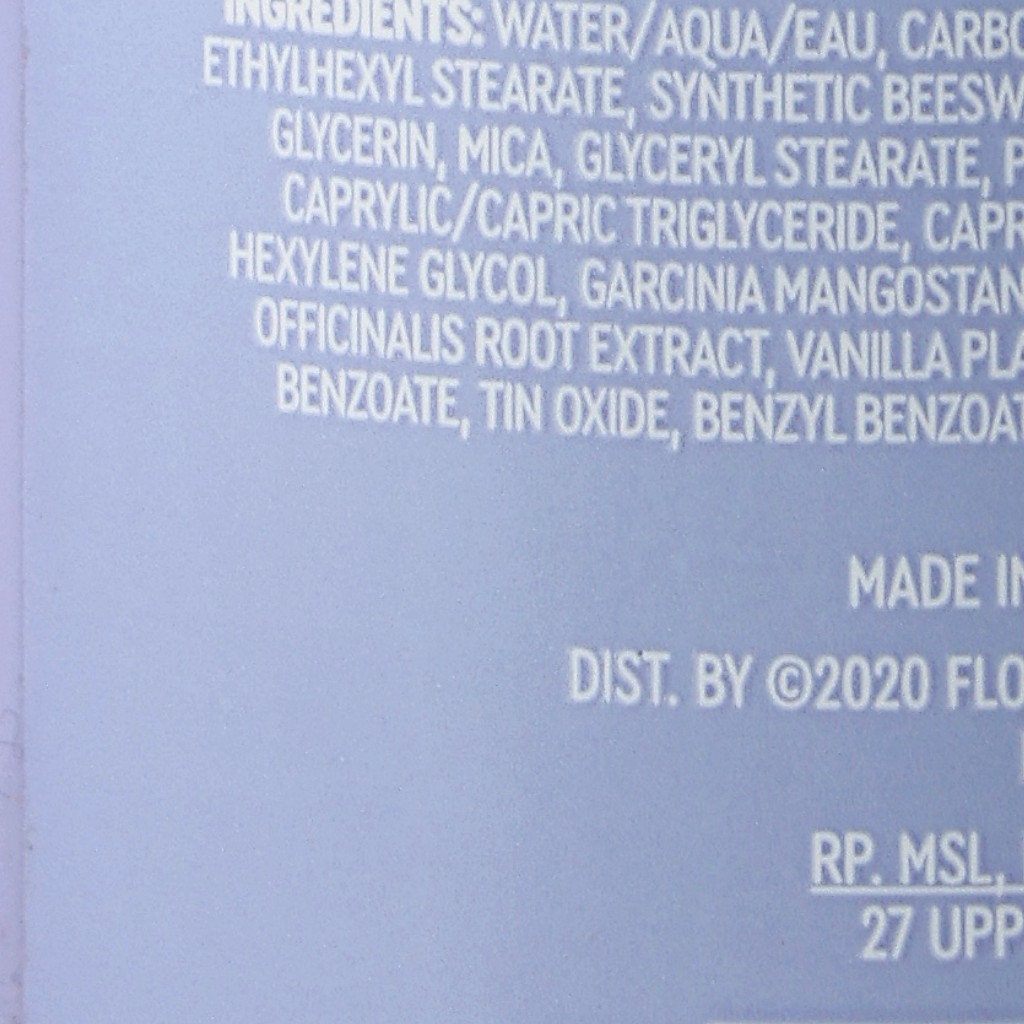 INGREDIENTS: WATER/AQUA/EAU, CARBO
ETHYLHEXYL STEARATE, SYNTHETIC BEESW
GLYCERIN, MICA, GLYCERYL STEARATE, P
CAPRYLIC/CAPRIC TRIGLYCERIDE, CAPR
HEXYLENE GLYCOL, GARCINIA MANGOSTAN
OFFICINALIS ROOT EXTRACT, VANILLA PLA
BENZOATE, TIN OXIDE, BENZYL BENZOAT
MADE IN
DIST. BY ©2020 FLO
RP. MSL,
27 UPP